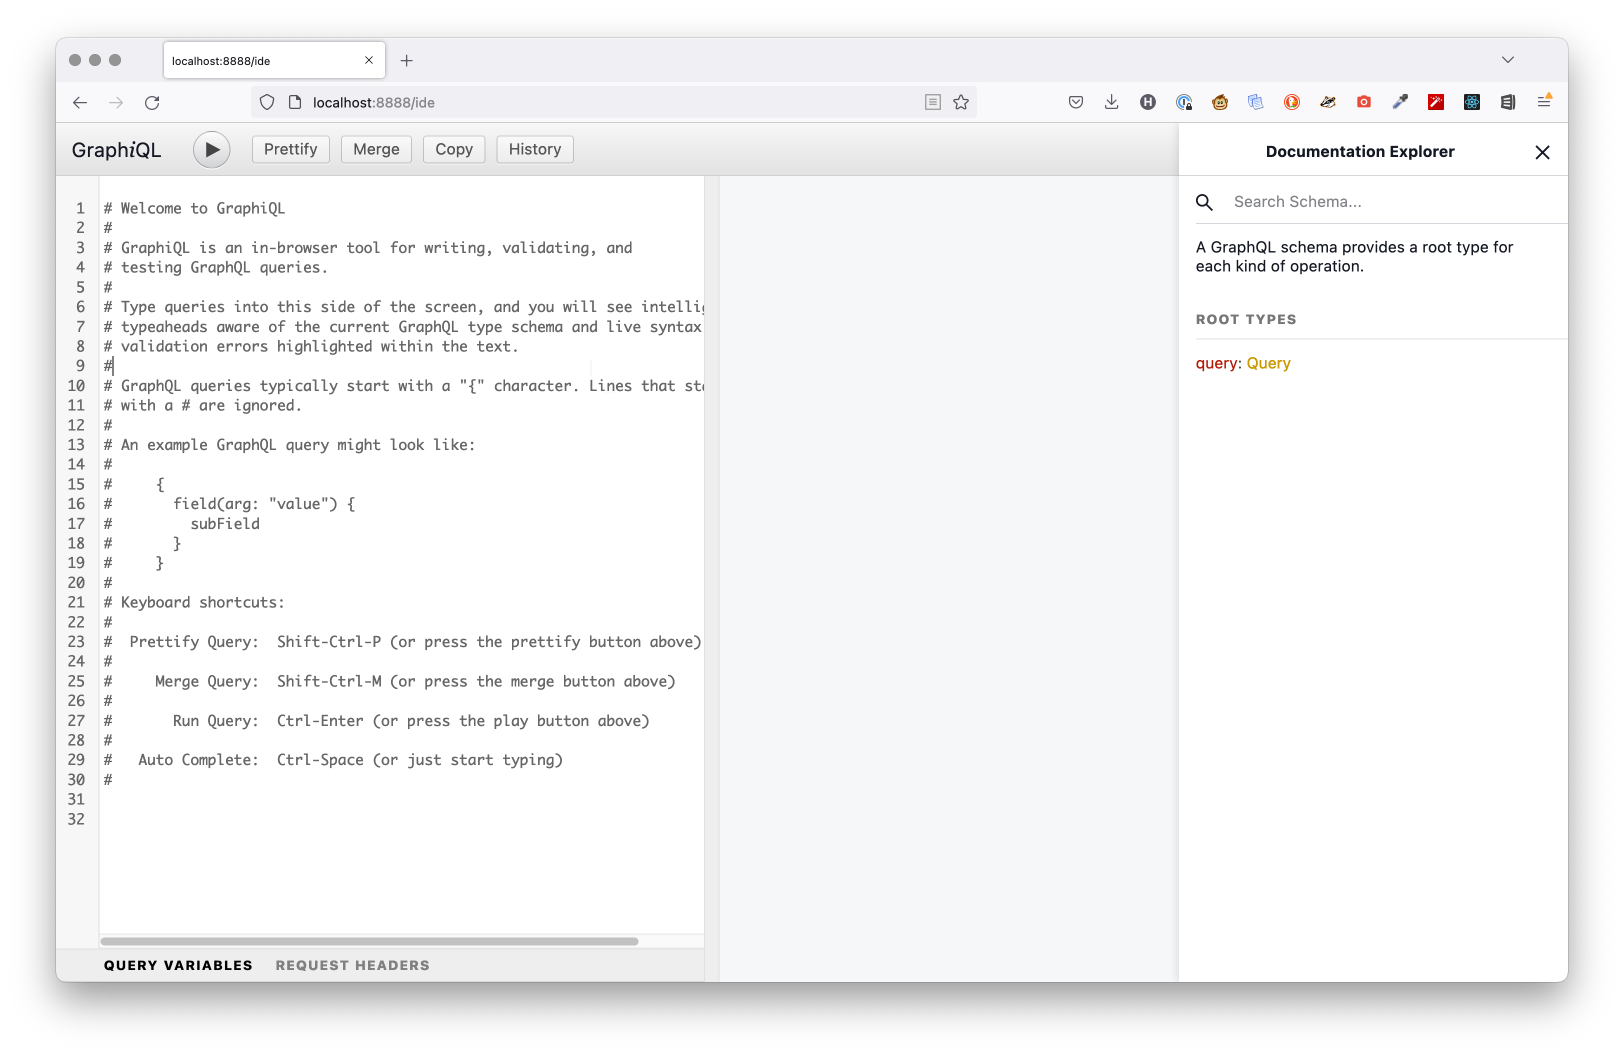 localhost:8888/ide
localhost:8888/ide
GraphiQL
Prettify
Merge
Copy
History
Documentation Explorer
Search Schema...
A GraphQL schema provides a root type for
each kind of operation.
ROOT TYPES
query: Query
1 # Welcome to GraphiQL
2 #
3 # GraphiQL is an in-browser tool for writing, validating, and
4 # testing GraphQL queries.
5 #
6 # Type queries into this side of the screen, and you will see intellig
7 # typeaheads aware of the current GraphQL type schema and live syntax
8 # validation errors highlighted within the text.
9 #
10 # GraphQL queries typically start with a "{" character. Lines that sta
11 # with a # are ignored.
12 #
13 # An example GraphQL query might look like:
14 #
15 #     {
16 #       field(arg: "value") {
17 #         subField
18 #       }
19 #     }
20 #
21 # Keyboard shortcuts:
22 #
23 #  Prettify Query:  Shift-Ctrl-P (or press the prettify button above)
24 #
25 #     Merge Query:  Shift-Ctrl-M (or press the merge button above)
26 #
27 #       Run Query:  Ctrl-Enter (or press the play button above)
28 #
29 #   Auto Complete:  Ctrl-Space (or just start typing)
30 #
31
32
QUERY VARIABLES
REQUEST HEADERS